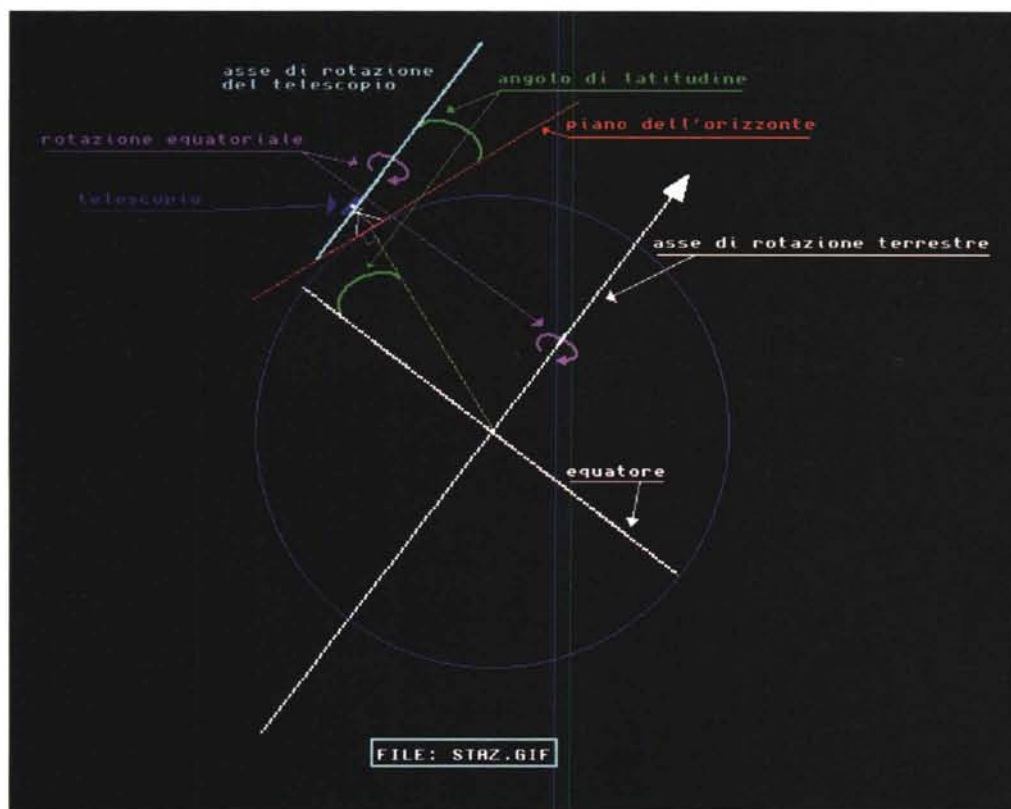 asse di rotazione
del telescopio
angolo di latitudine
piano dell'orizzonte
rotazione equatoriale
telescopio
asse di rotazione terrestre
equatore
FILE: STAZ.GIF